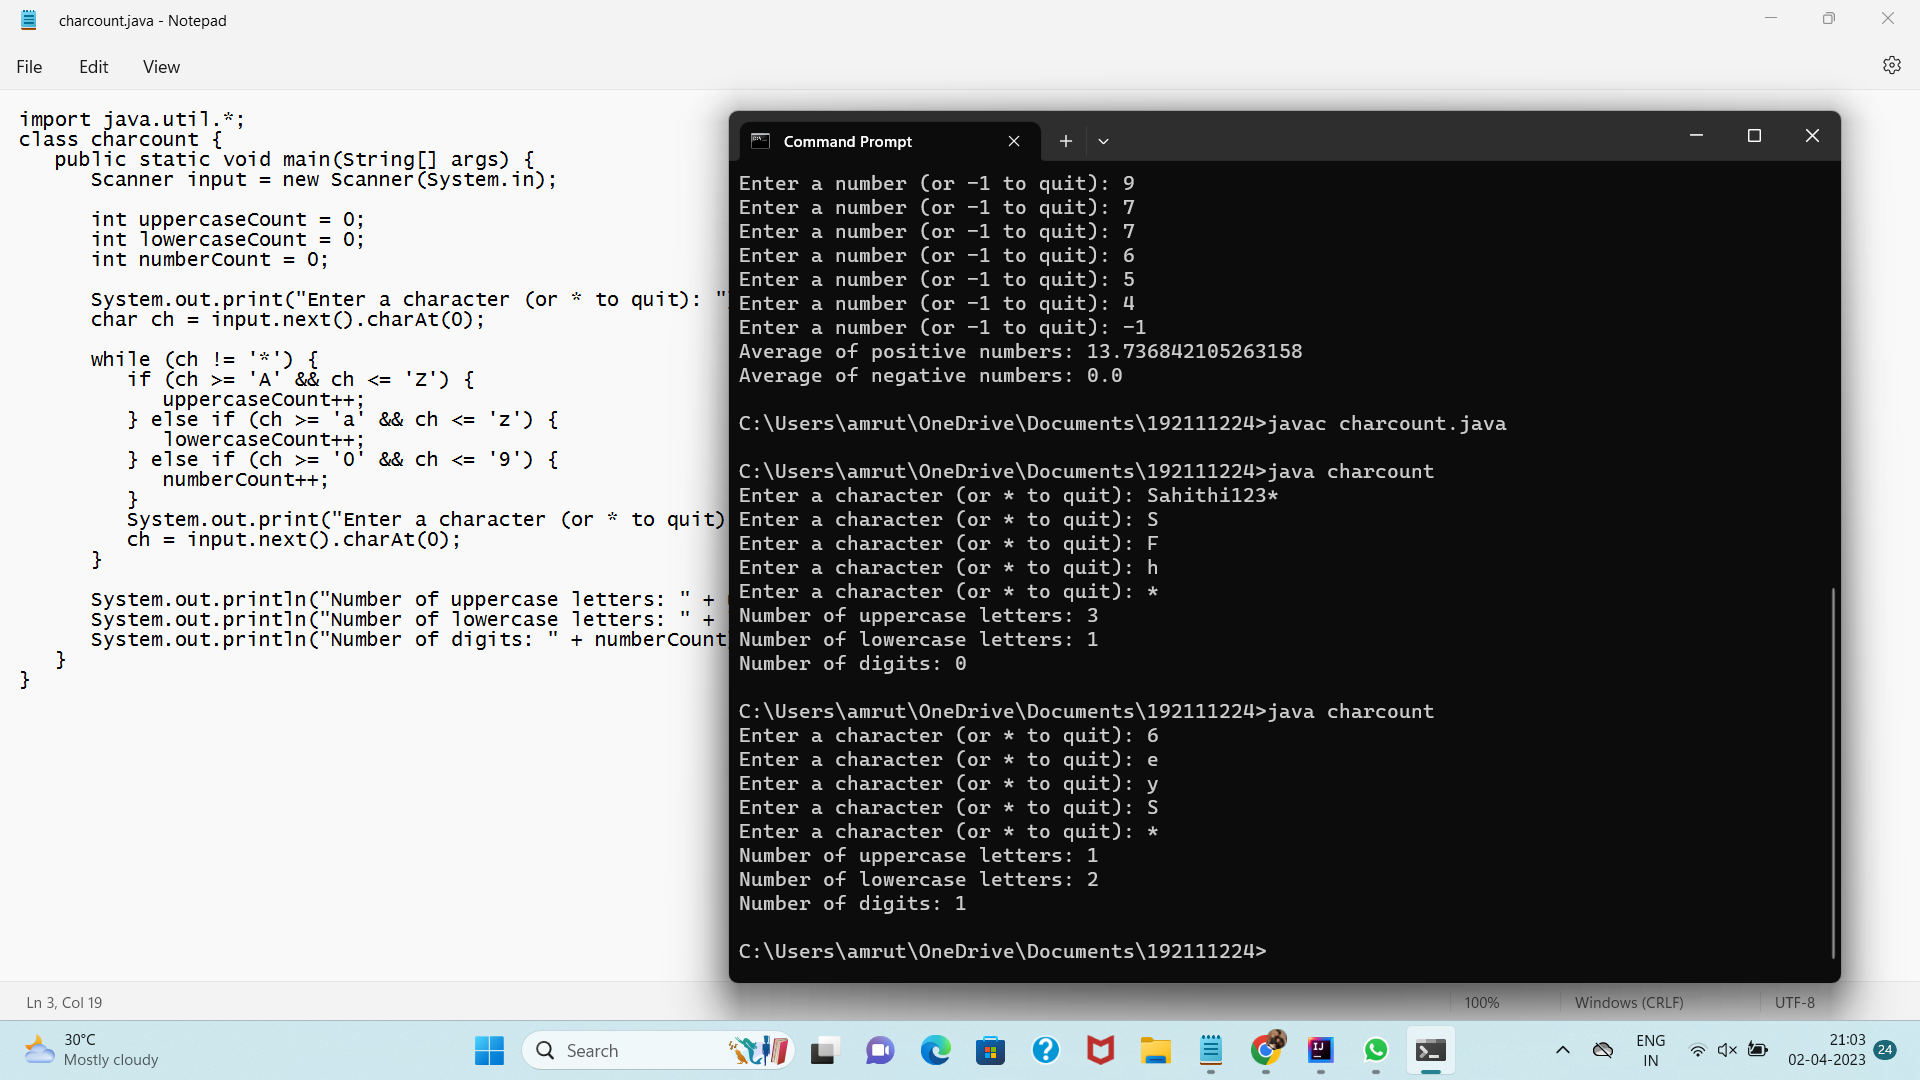 charcount.java - Notepad
File Edit View
import java.util.*;
class charcount {
   public static void main(String[] args) {
      Scanner input = new Scanner(System.in);
      int uppercaseCount = 0;
      int lowercaseCount = 0;
      int numberCount = 0;
      System.out.print("Enter a character (or * to quit): "
      char ch = input.next().charAt(0);
      while (ch != '*') {
         if (ch >= 'A' && ch <= 'Z') {
            uppercaseCount++;
         } else if (ch >= 'a' && ch <= 'z') {
            lowercaseCount++;
         } else if (ch >= '0' && ch <= '9') {
            numberCount++;
         }
         System.out.print("Enter a character (or * to quit)
         ch = input.next().charAt(0);
      }
      System.out.println("Number of uppercase letters: " +
      System.out.println("Number of lowercase letters: " +
      System.out.println("Number of digits: " + numberCount
   }
}
Command Prompt
Enter a number (or -1 to quit): 9
Enter a number (or -1 to quit): 7
Enter a number (or -1 to quit): 7
Enter a number (or -1 to quit): 6
Enter a number (or -1 to quit): 5
Enter a number (or -1 to quit): 4
Enter a number (or -1 to quit): -1
Average of positive numbers: 13.736842105263158
Average of negative numbers: 0.0
C:\Users\amrut\OneDrive\Documents\192111224>javac charcount.java
C:\Users\amrut\OneDrive\Documents\192111224>java charcount
Enter a character (or * to quit): Sahithi123*
Enter a character (or * to quit): S
Enter a character (or * to quit): F
Enter a character (or * to quit): h
Enter a character (or * to quit): *
Number of uppercase letters: 3
Number of lowercase letters: 1
Number of digits: 0
C:\Users\amrut\OneDrive\Documents\192111224>java charcount
Enter a character (or * to quit): 6
Enter a character (or * to quit): e
Enter a character (or * to quit): y
Enter a character (or * to quit): S
Enter a character (or * to quit): *
Number of uppercase letters: 1
Number of lowercase letters: 2
Number of digits: 1
C:\Users\amrut\OneDrive\Documents\192111224>
Ln 3, Col 19 100% Windows (CRLF) UTF-8
30°C
Mostly cloudy
Search
ENG
IN
21:03
02-04-2023
24